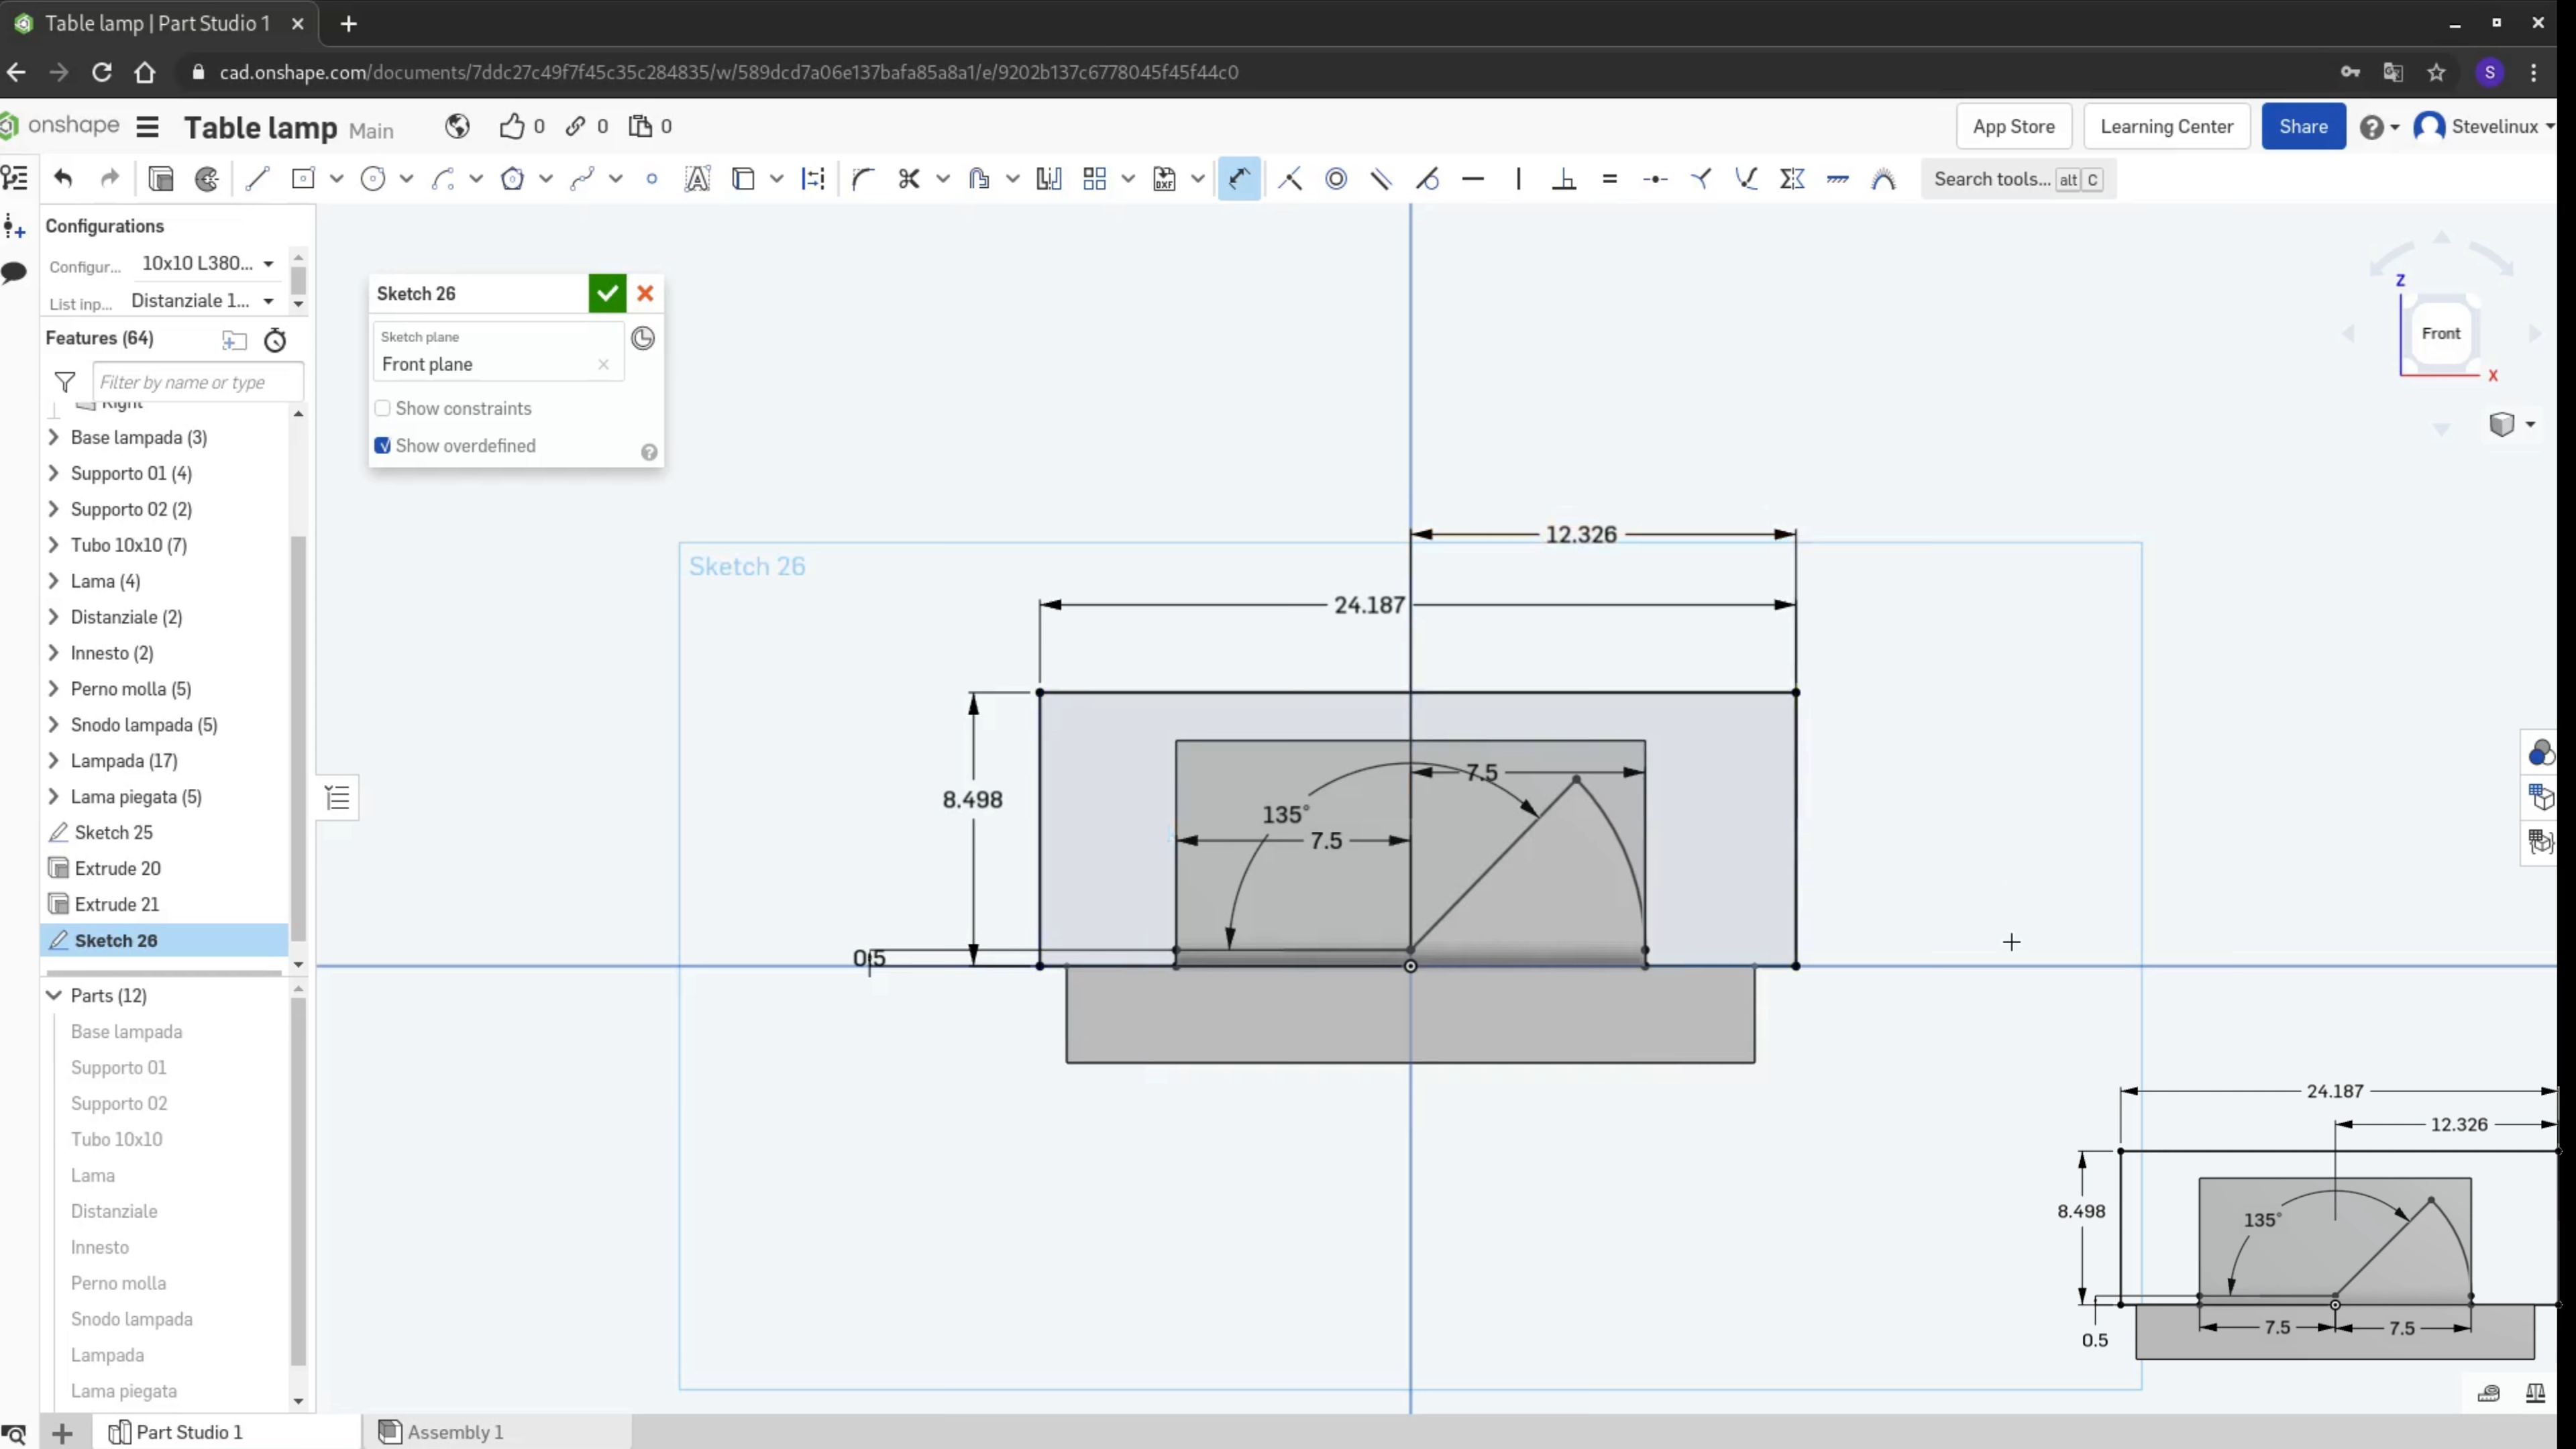 Table lamp | Part Studio 1
cad.onshape.com/documents/7ddc27c49f7f45c35c284835/w/589dcd7a06e137bafa85a8a1/e/9202b137c6778045f45f44c0
S
onshape
Table lamp Main
0
0
0
App Store
Learning Center
Share
Stevelinux
DXF
Search tools... alt C
Configurations
Configur... 10x10 L380...
List inp... Distanziale 1...
Features (64)
Filter by name or type
Right
Base lampada (3)
Supporto 01 (4)
Supporto 02 (2)
Tubo 10x10 (7)
Lama (4)
Distanziale (2)
Innesto (2)
Perno molla (5)
Snodo lampada (5)
Lampada (17)
Lama piegata (5)
Sketch 25
Extrude 20
Extrude 21
Sketch 26
Parts (12)
Base lampada
Supporto 01
Supporto 02
Tubo 10x10
Lama
Distanziale
Innesto
Perno molla
Snodo lampada
Lampada
Lama piegata
Sketch 26
Sketch plane
Front plane
Show constraints
Show overdefined
Sketch 26
12.326
24.187
8.498
7.5
135°
7.5
0.5
Z
Front
X
24.187
12.326
8.498
135°
7.5
7.5
0.5
Part Studio 1
Assembly 1